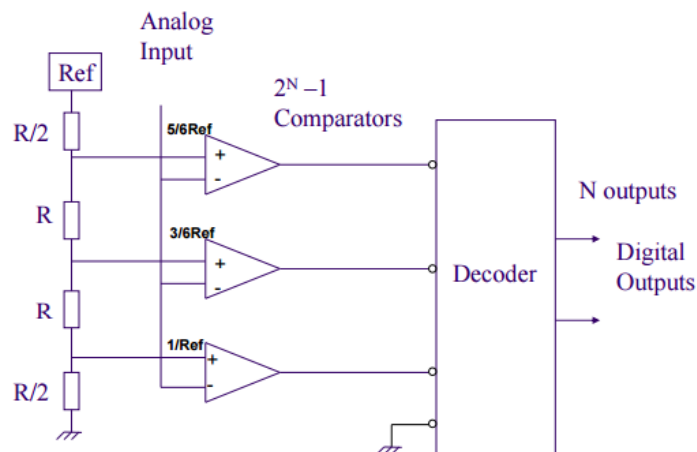 Analog
Input
Ref
2ᴺ –1
Comparators
R/2
5/6Ref
+
-
N outputs
R
3/6Ref
+
-
Decoder
Digital
Outputs
R
1/Ref
+
-
R/2